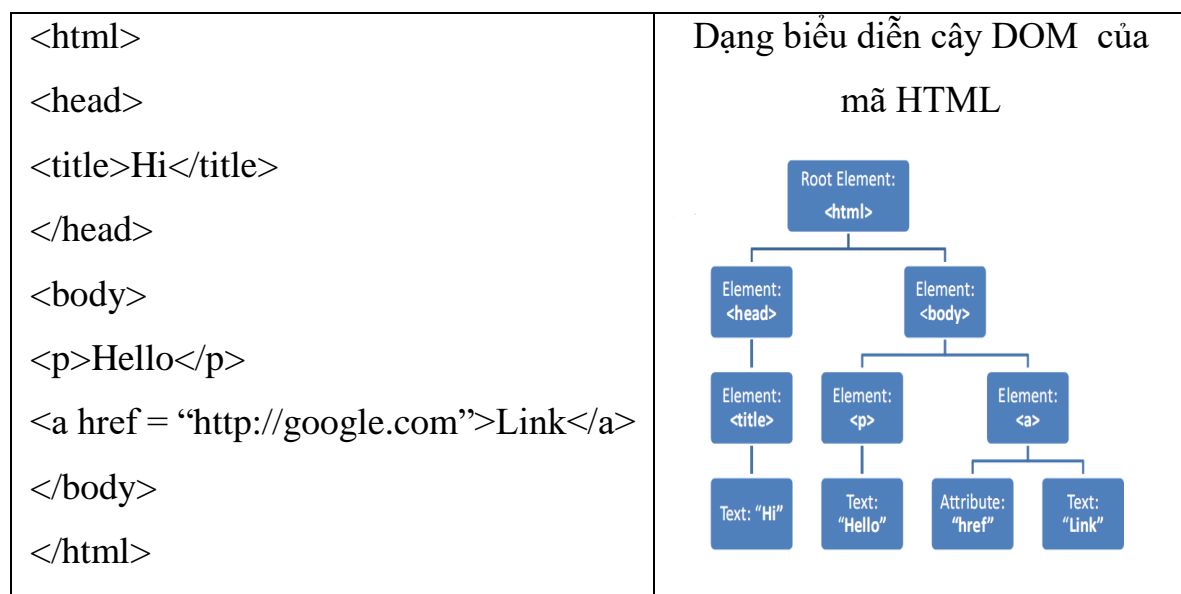 <html>
<head>
<title>Hi</title>
</head>
<body>
<p>Hello</p>
<a href = “http://google.com”>Link</a>
</body>
</html>
Dạng biểu diễn cây DOM của
mã HTML
Root Element:
<html>
Element:
<head>
Element:
<body>
Element:
<title>
Element:
<p>
Element:
<a>
Text: “Hi”
Text:
“Hello”
Attribute:
“href”
Text:
“Link”